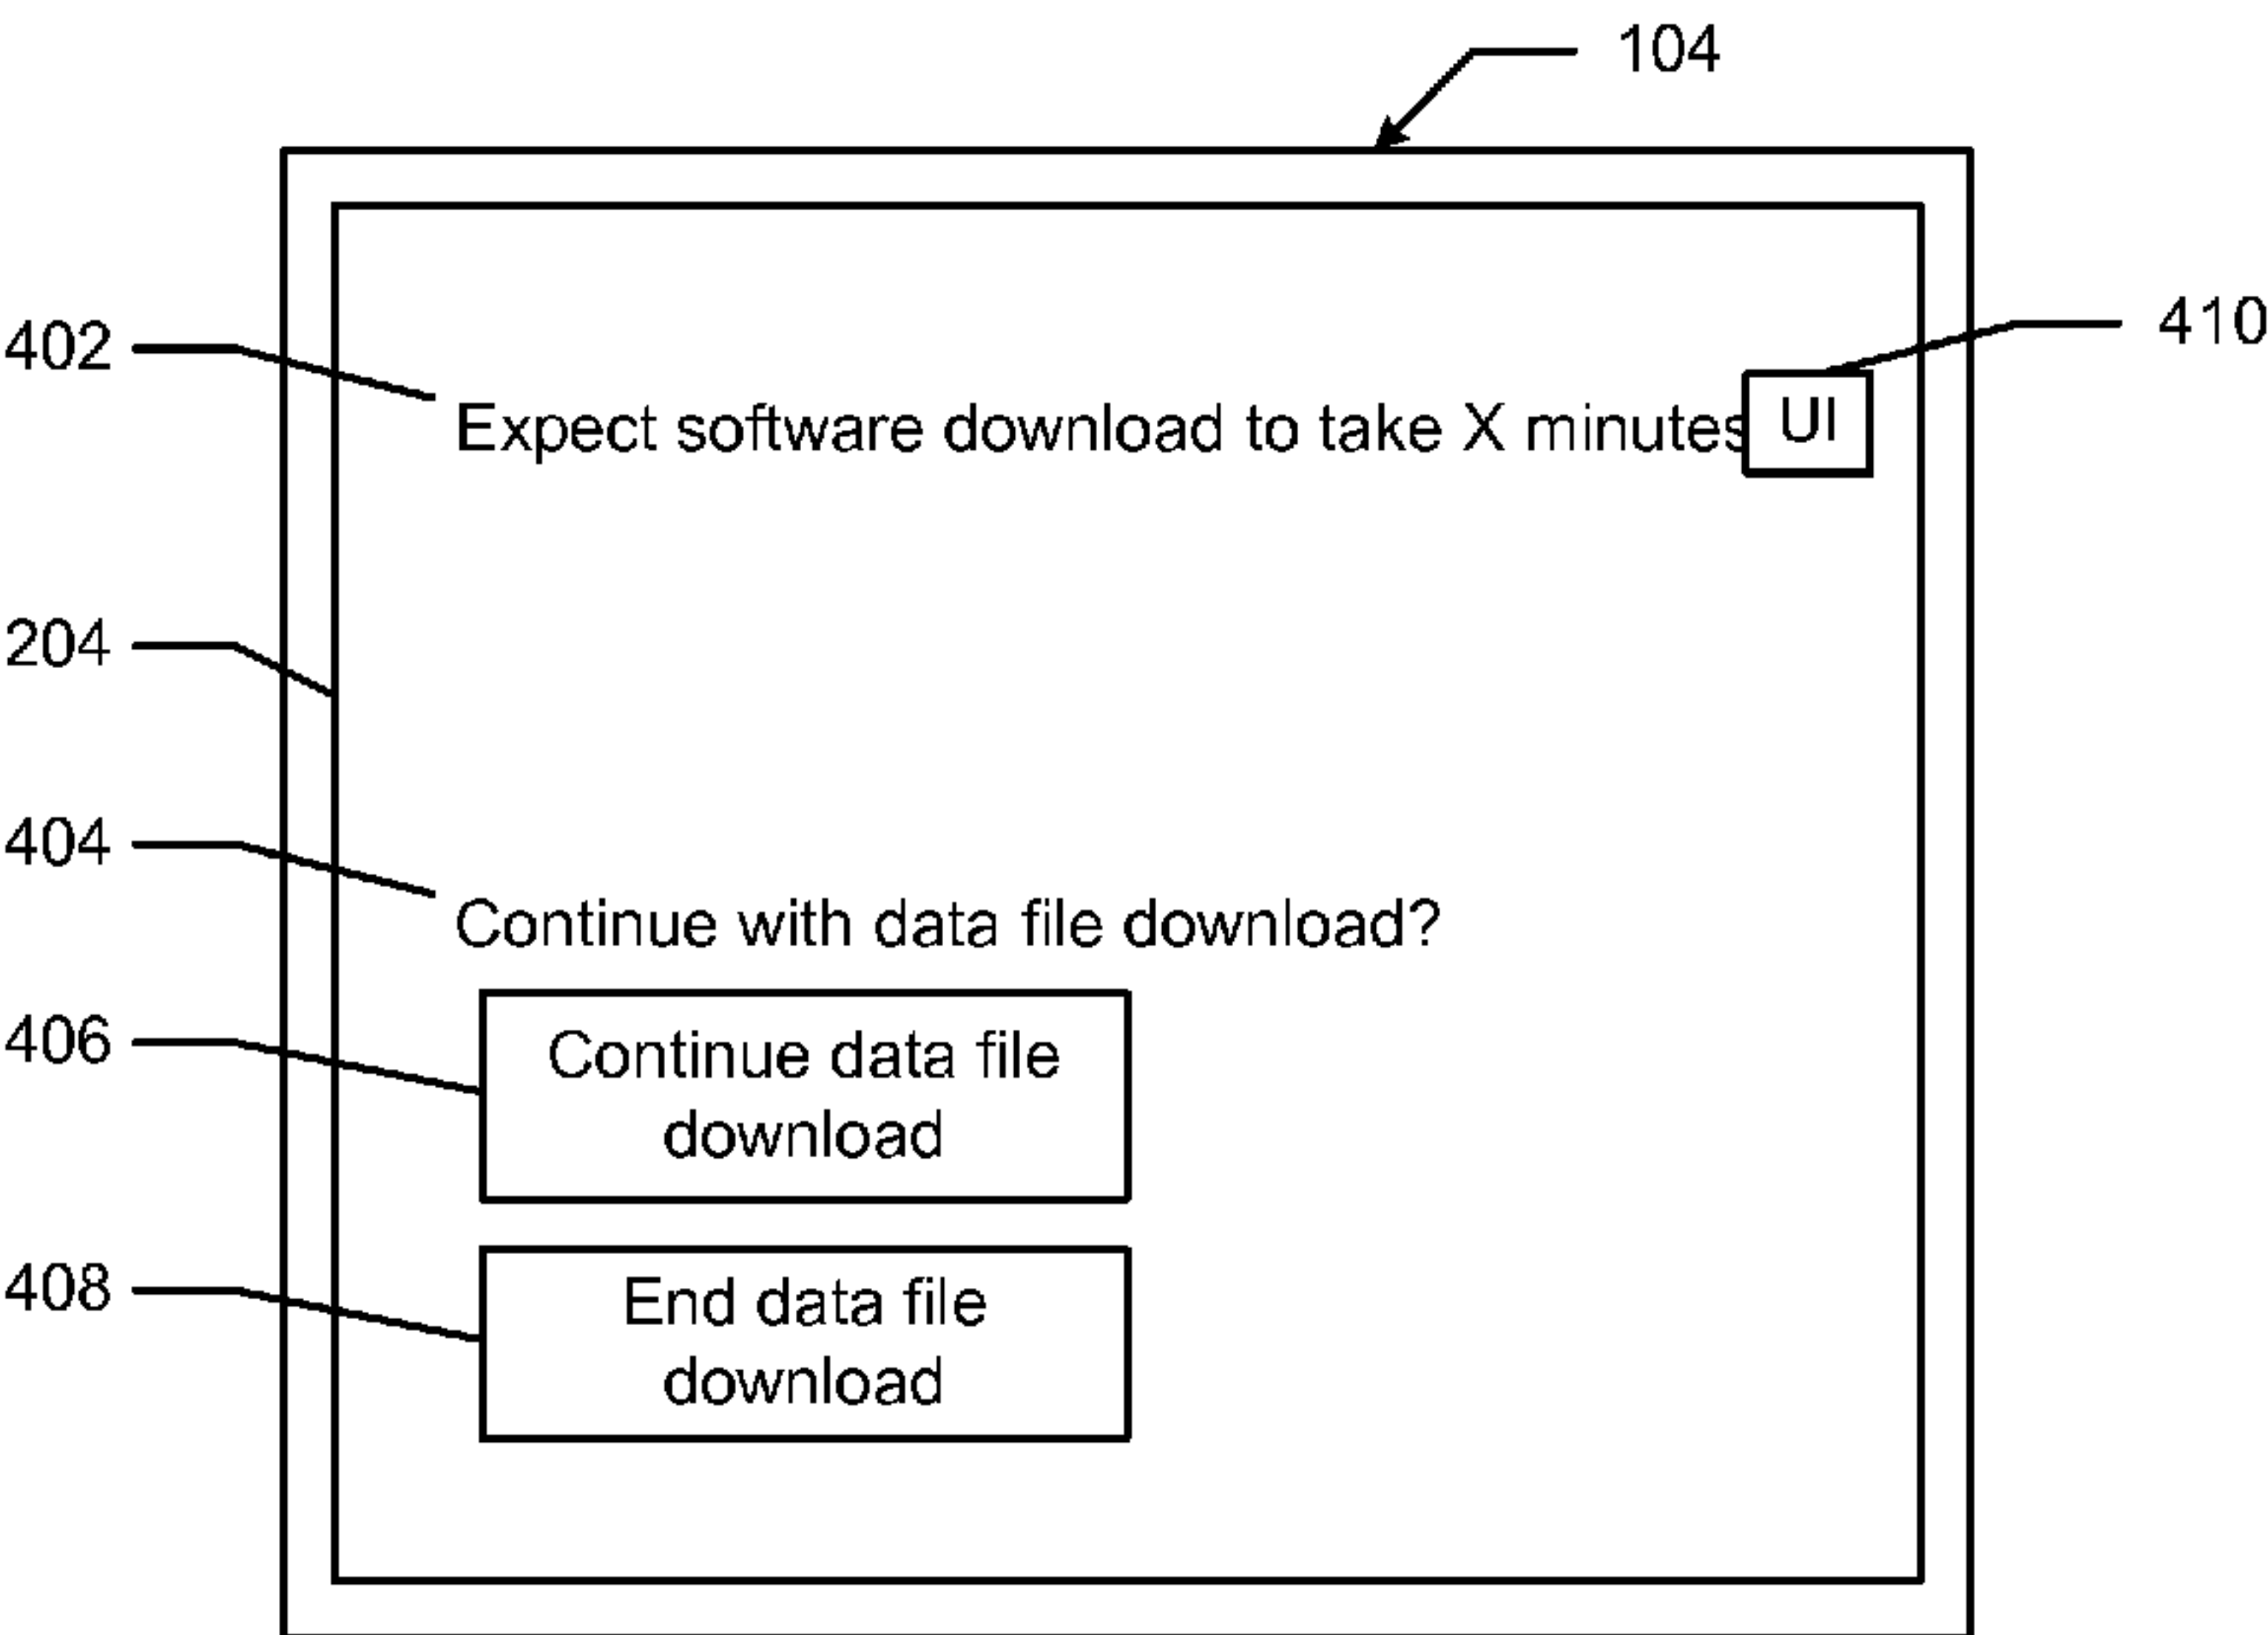 104
402
410
Expect software download to take X minutes
UI
204
404
Continue with data file download?
406
Continue data file
download
408
End data file
download